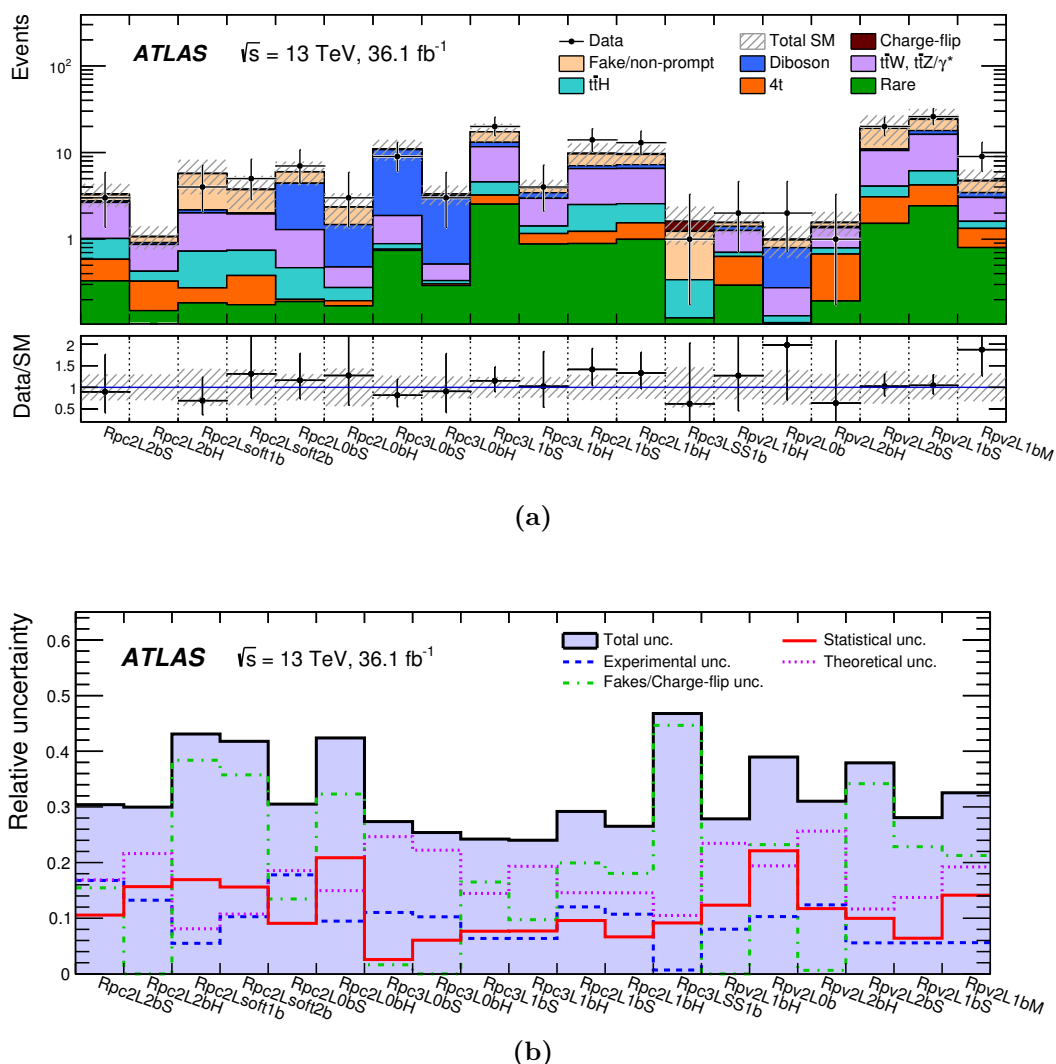 Events
ATLAS √s = 13 TeV, 36.1 fb⁻¹
Data Total SM Charge-flip
Fake/non-prompt Diboson tt̄W, tt̄Z/γ*
tt̄H 4t Rare
10²
10
1
Data/SM
2
1.5
1
0.5
Rpc2L2bS Rpc2L2bH Rpc2Lsoft1b Rpc2Lsoft2b Rpc2L0bS Rpc2L0bH Rpc3L0bS Rpc3L0bH Rpc3L1bS Rpc3L1bH Rpc2L1bS Rpc2L1bH Rpc3LSS1b Rpv2L1bH Rpv2L0b Rpv2L2bH Rpv2L2bS Rpv2L1bS Rpv2L1bM
(a)
Relative uncertainty
ATLAS √s = 13 TeV, 36.1 fb⁻¹
Total unc. Statistical unc.
Experimental unc. Theoretical unc.
Fakes/Charge-flip unc.
0.6
0.5
0.4
0.3
0.2
0.1
0
Rpc2L2bS Rpc2L2bH Rpc2Lsoft1b Rpc2Lsoft2b Rpc2L0bS Rpc2L0bH Rpc3L0bS Rpc3L0bH Rpc3L1bS Rpc3L1bH Rpc2L1bS Rpc2L1bH Rpc3LSS1b Rpv2L1bH Rpv2L0b Rpv2L2bH Rpv2L2bS Rpv2L1bS Rpv2L1bM
(b)